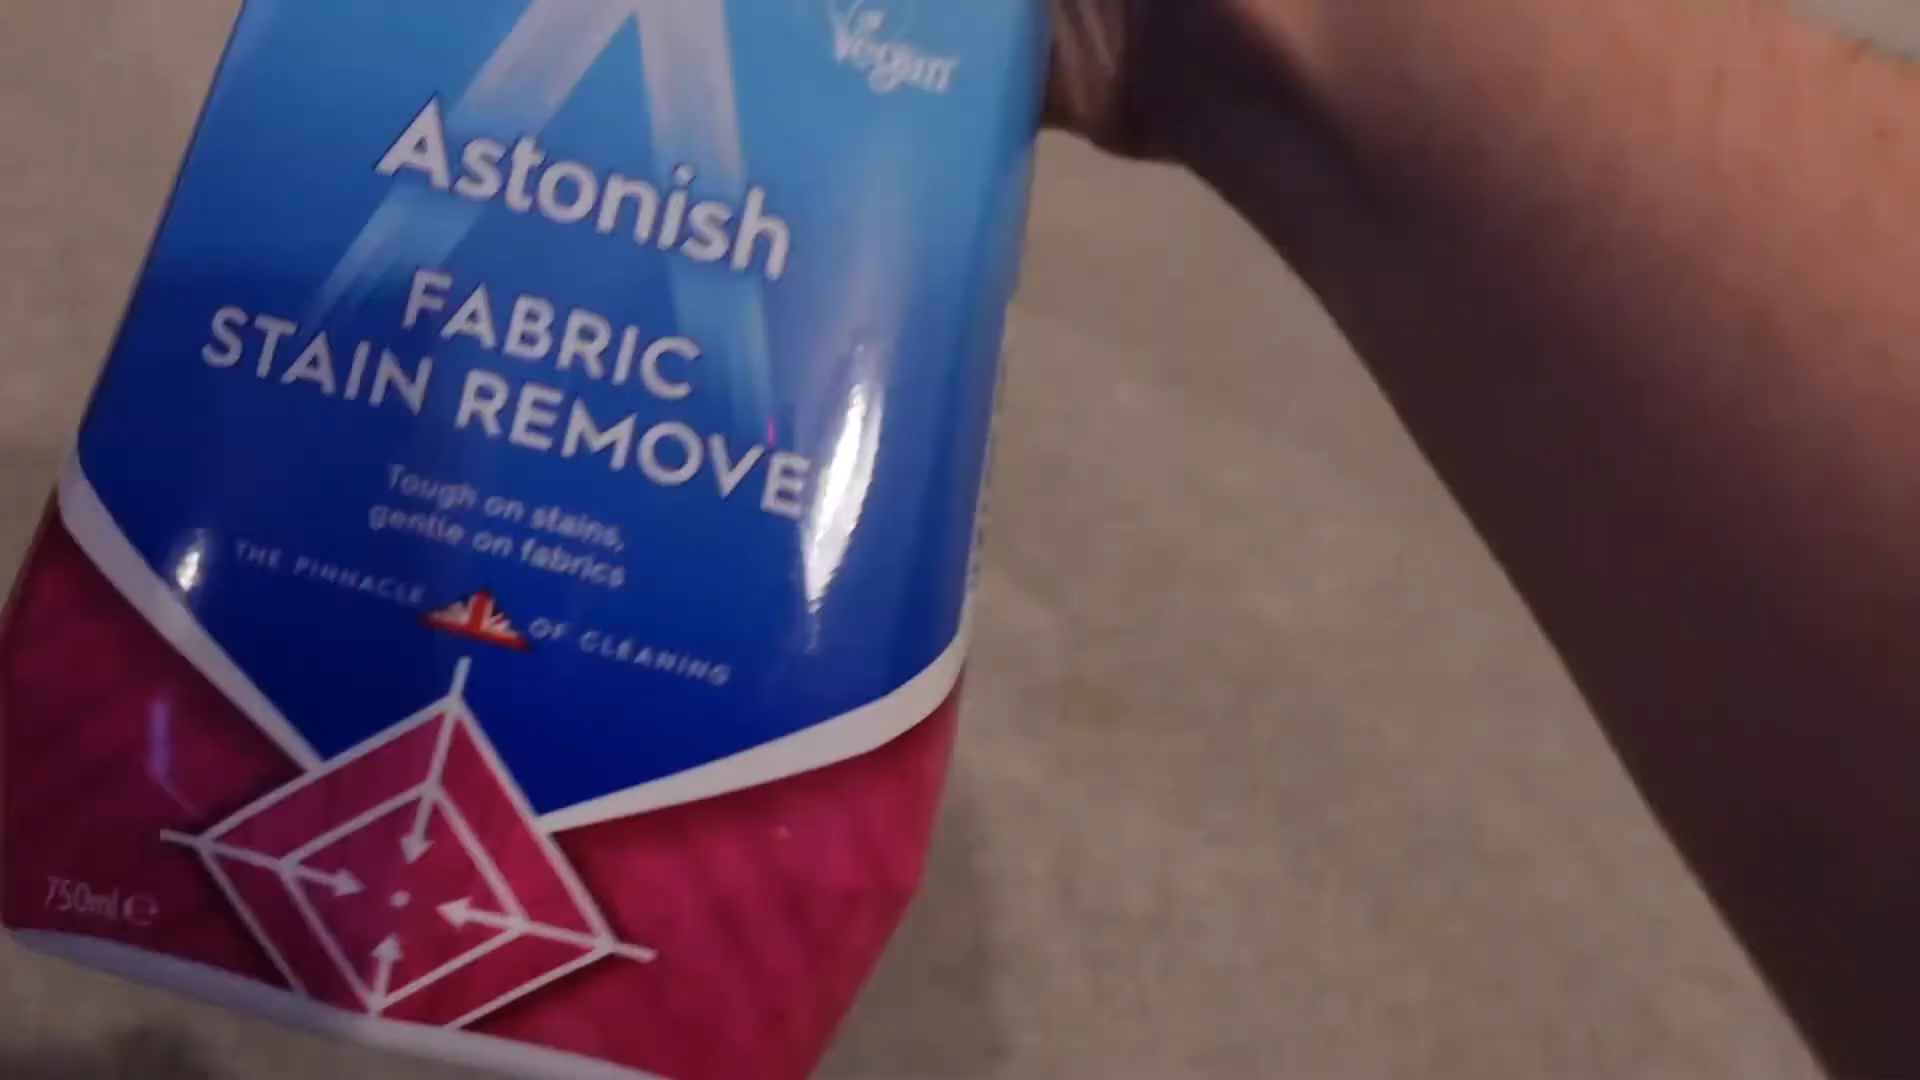 Vegan
Astonish
FABRIC
STAIN REMOVE
Tough on stains,
gentle on fabrics
THE PINNACLE OF CLEANING
750ml e